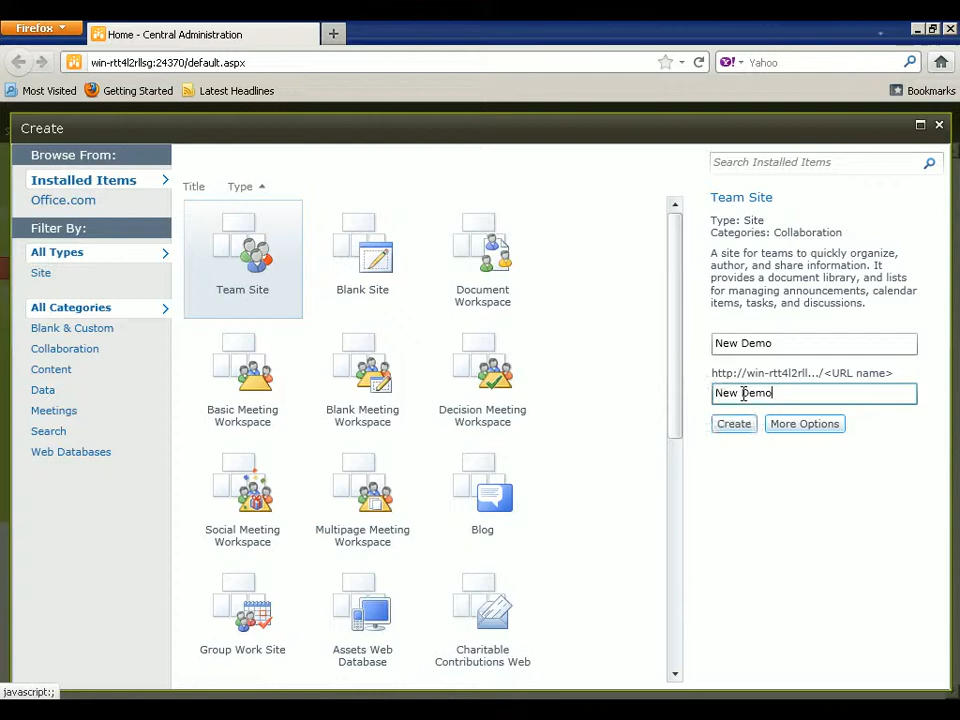 Firefox
Home - Central Administration
win-rtt4l2rllsg:24370/default.aspx
Yahoo
Most Visited
Getting Started
Latest Headlines
Bookmarks
Create
Browse From:
Installed Items
Office.com
Filter By:
All Types
Site
All Categories
Blank & Custom
Collaboration
Content
Data
Meetings
Search
Web Databases
Title Type
Team Site
Blank Site
Document
Workspace
Basic Meeting
Workspace
Blank Meeting
Workspace
Decision Meeting
Workspace
Social Meeting
Workspace
Multipage Meeting
Workspace
Blog
Group Work Site
Assets Web
Database
Charitable
Contributions Web
Search Installed Items
Team Site
Type: Site
Categories: Collaboration
A site for teams to quickly organize,
author, and share information. It
provides a document library, and lists
for managing announcements, calendar
items, tasks, and discussions.
New Demo
http://win-rtt4l2rll.../<URL name>
New Demo
Create
More Options
javascript:;